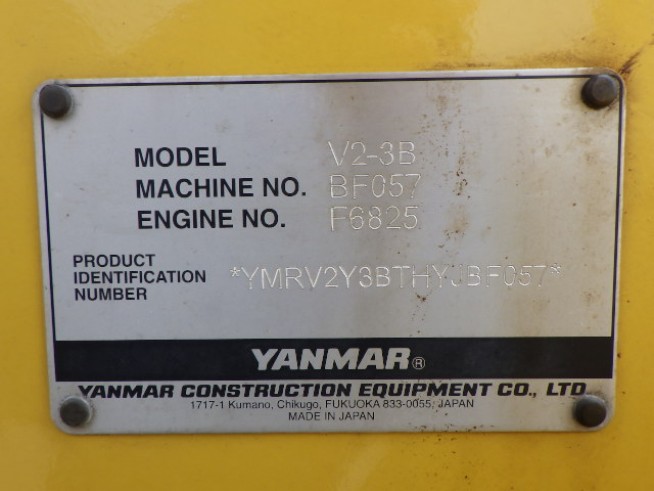 MODEL V2-3B
MACHINE NO. BF057
ENGINE NO. F6825
PRODUCT
IDENTIFICATION
NUMBER
*YMRV2Y3BTHYJBF057*
YANMAR®
YANMAR CONSTRUCTION EQUIPMENT CO., LTD
1717-1 Kumano, Chikugo, FUKUOKA 833-0055, JAPAN
MADE IN JAPAN